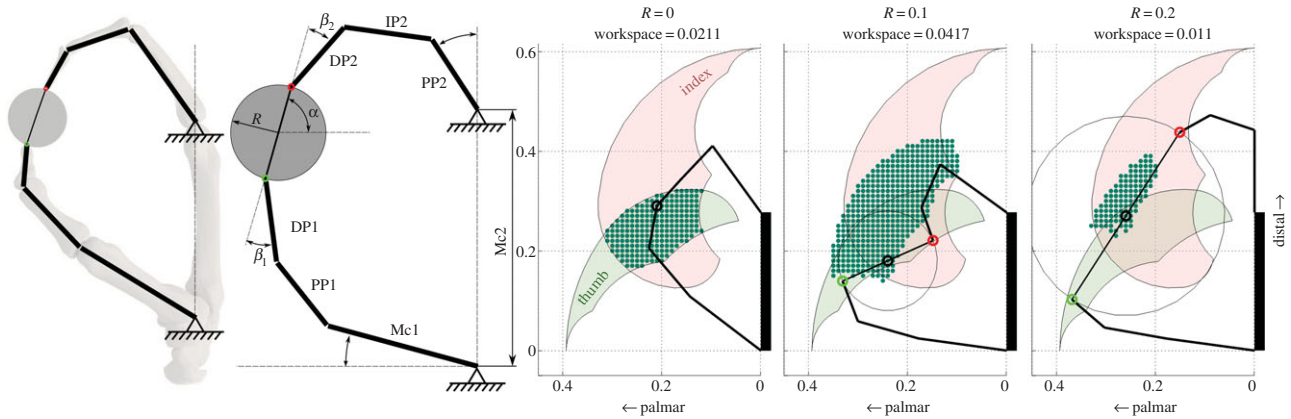 β2
IP2
DP2
PP2
α
R
Mc2
DP1
β1
PP1
Mc1
R = 0
workspace = 0.0211
0.6
0.4
0.2
0
index
thumb
0.4
0.2
0
← palmar
R = 0.1
workspace = 0.0417
0.4
0.2
0
← palmar
R = 0.2
workspace = 0.011
0.4
0.2
0
← palmar
distal →